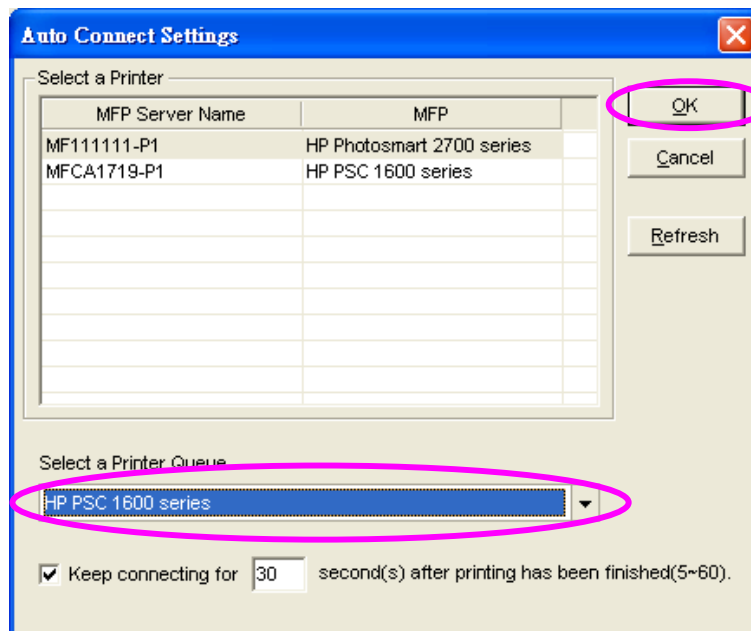 Auto Connect Settings
Select a Printer
MFP Server Name MFP
MF111111-P1 HP Photosmart 2700 series
MFCA1719-P1 HP PSC 1600 series
OK
Cancel
Refresh
Select a Printer Queue
HP PSC 1600 series
Keep connecting for 30 second(s) after printing has been finished(5~60).